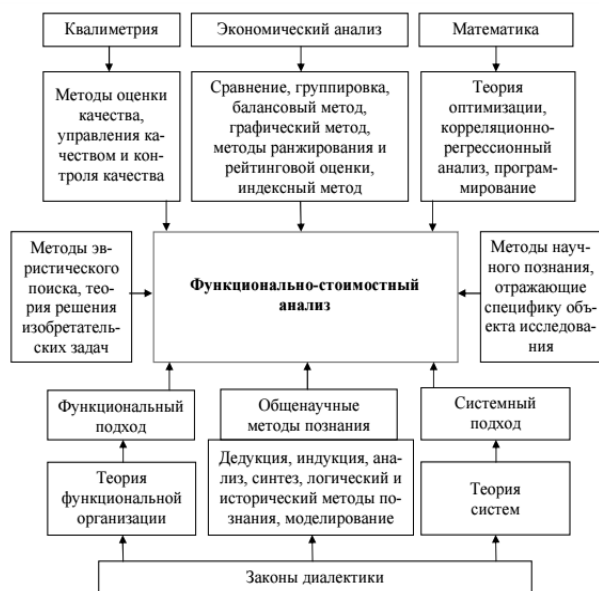 Квалиметрия
Экономический анализ
Математика
Методы оценки
качества,
управления ка-
чеством и кон-
троля качества
Сравнение, группировка,
балансовый метод,
графический метод,
методы ранжирования и
рейтинговой оценки,
индексный метод
Теория
оптимизации,
корреляционно-
регрессионный
анализ, програм-
мирование
Методы эв-
ристического
поиска, тео-
рия решения
изобретатель-
ских задач
Функционально-стоимостный
анализ
Методы науч-
ного познания,
отражающие
специфику объ-
екта исследова-
ния
Функциональный
подход
Общенаучные
методы познания
Системный
подход
Теория
функциональной
организации
Дедукция, индукция, ана-
лиз, синтез, логический и
исторический методы по-
знания, моделирование
Теория
систем
Законы диалектики